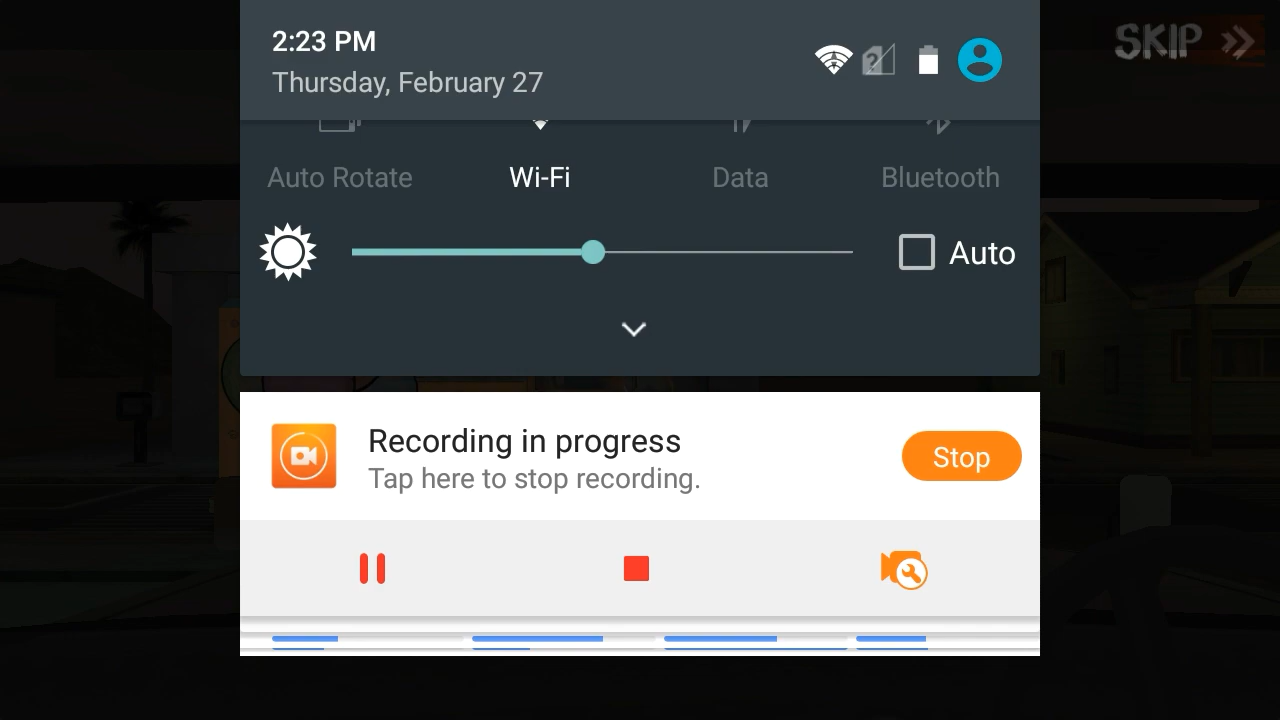 SKIP
2:23 PM
Thursday, February 27
Auto Rotate
Wi-Fi
Data
Bluetooth
Auto
Recording in progress
Tap here to stop recording.
Stop